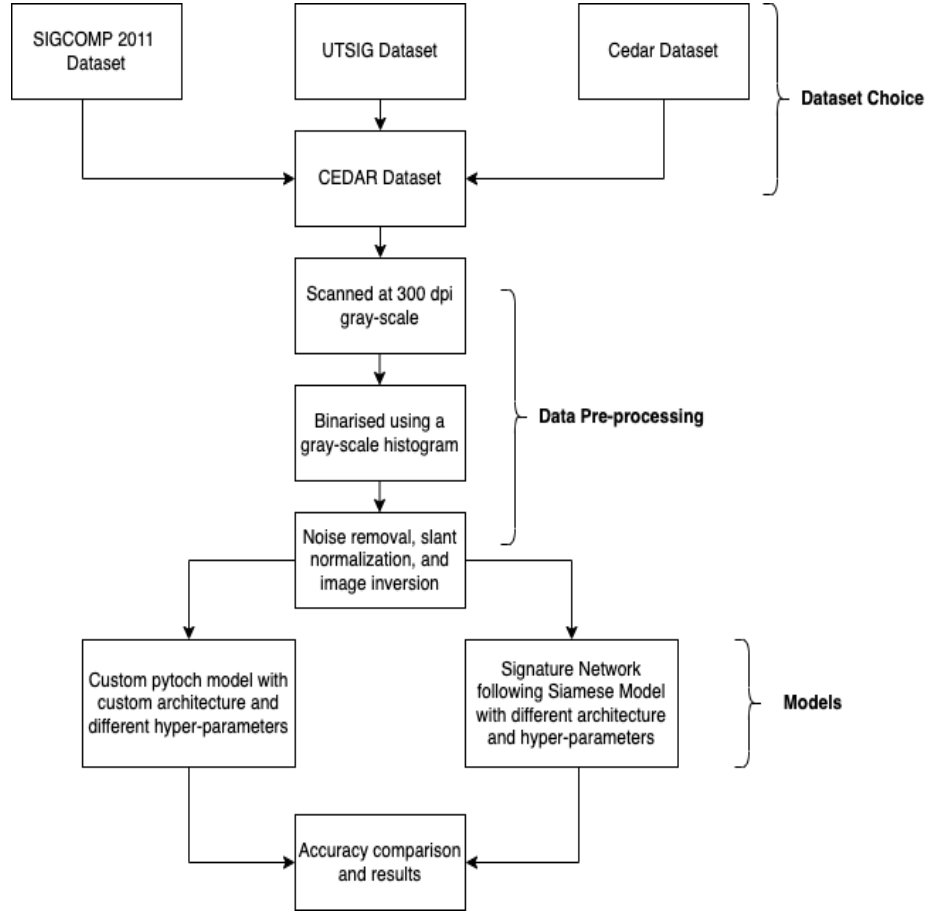 SIGCOMP 2011
Dataset
UTSIG Dataset
Cedar Dataset
Dataset Choice
CEDAR Dataset
Scanned at 300 dpi
gray-scale
Binarised using a
gray-scale histogram
Data Pre-processing
Noise removal, slant
normalization, and
image inversion
Custom pytoch model with
custom architecture and
different hyper-parameters
Signature Network
following Siamese Model
with different architecture
and hyper-parameters
Models
Accuracy comparison
and results